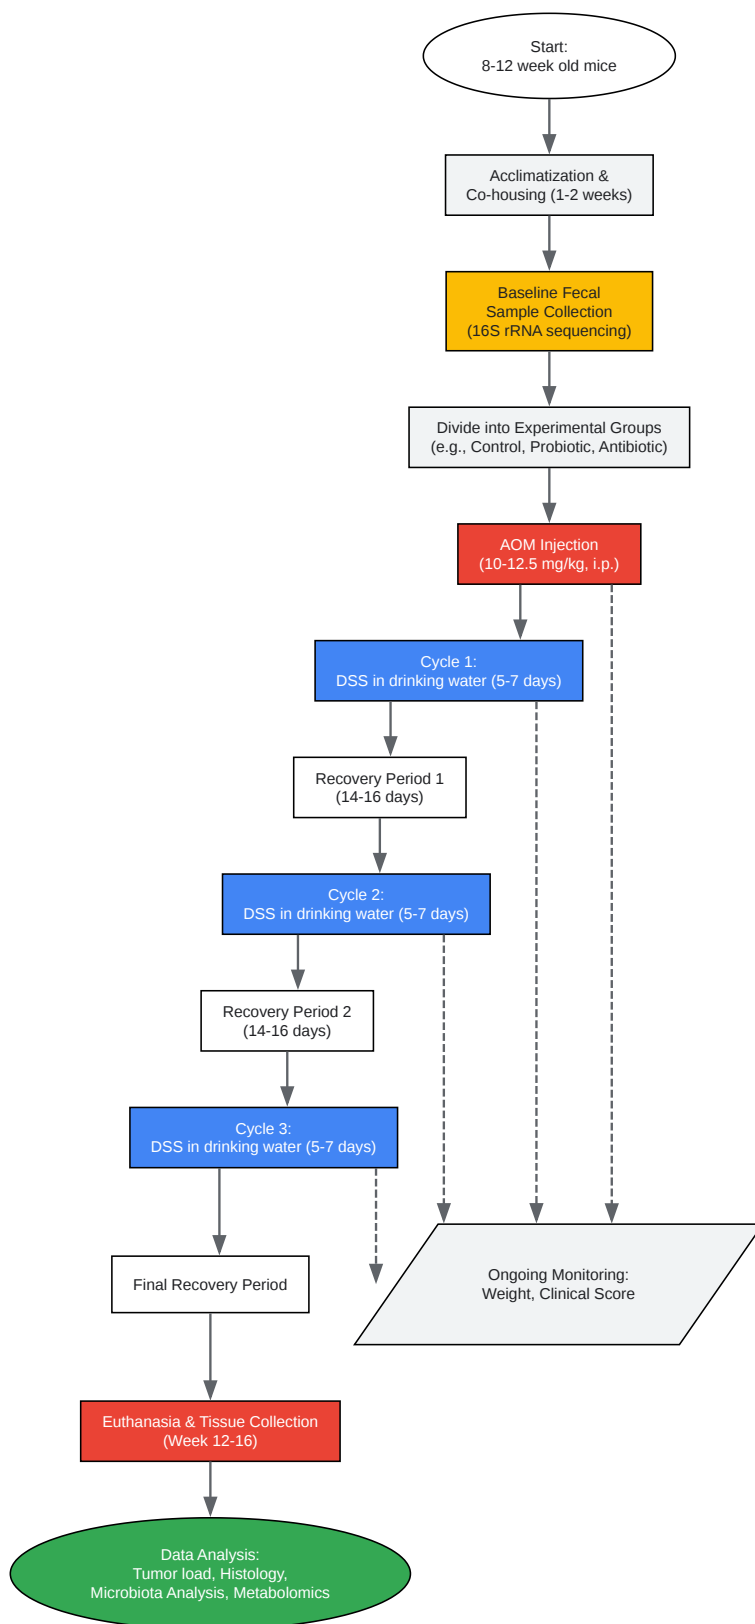 Start:
8-12 week old mice
Acclimatization &
Co-housing (1-2 weeks)
Baseline Fecal
Sample Collection
(16S rRNA sequencing)
Divide into Experimental Groups
(e.g., Control, Probiotic, Antibiotic)
AOM Injection
(10-12.5 mg/kg, i.p.)
Cycle 1:
DSS in drinking water (5-7 days)
Recovery Period 1
(14-16 days)
Cycle 2:
DSS in drinking water (5-7 days)
Recovery Period 2
(14-16 days)
Cycle 3:
DSS in drinking water (5-7 days)
Final Recovery Period
Ongoing Monitoring:
Weight, Clinical Score
Euthanasia & Tissue Collection
(Week 12-16)
Data Analysis:
Tumor load, Histology,
Microbiota Analysis, Metabolomics